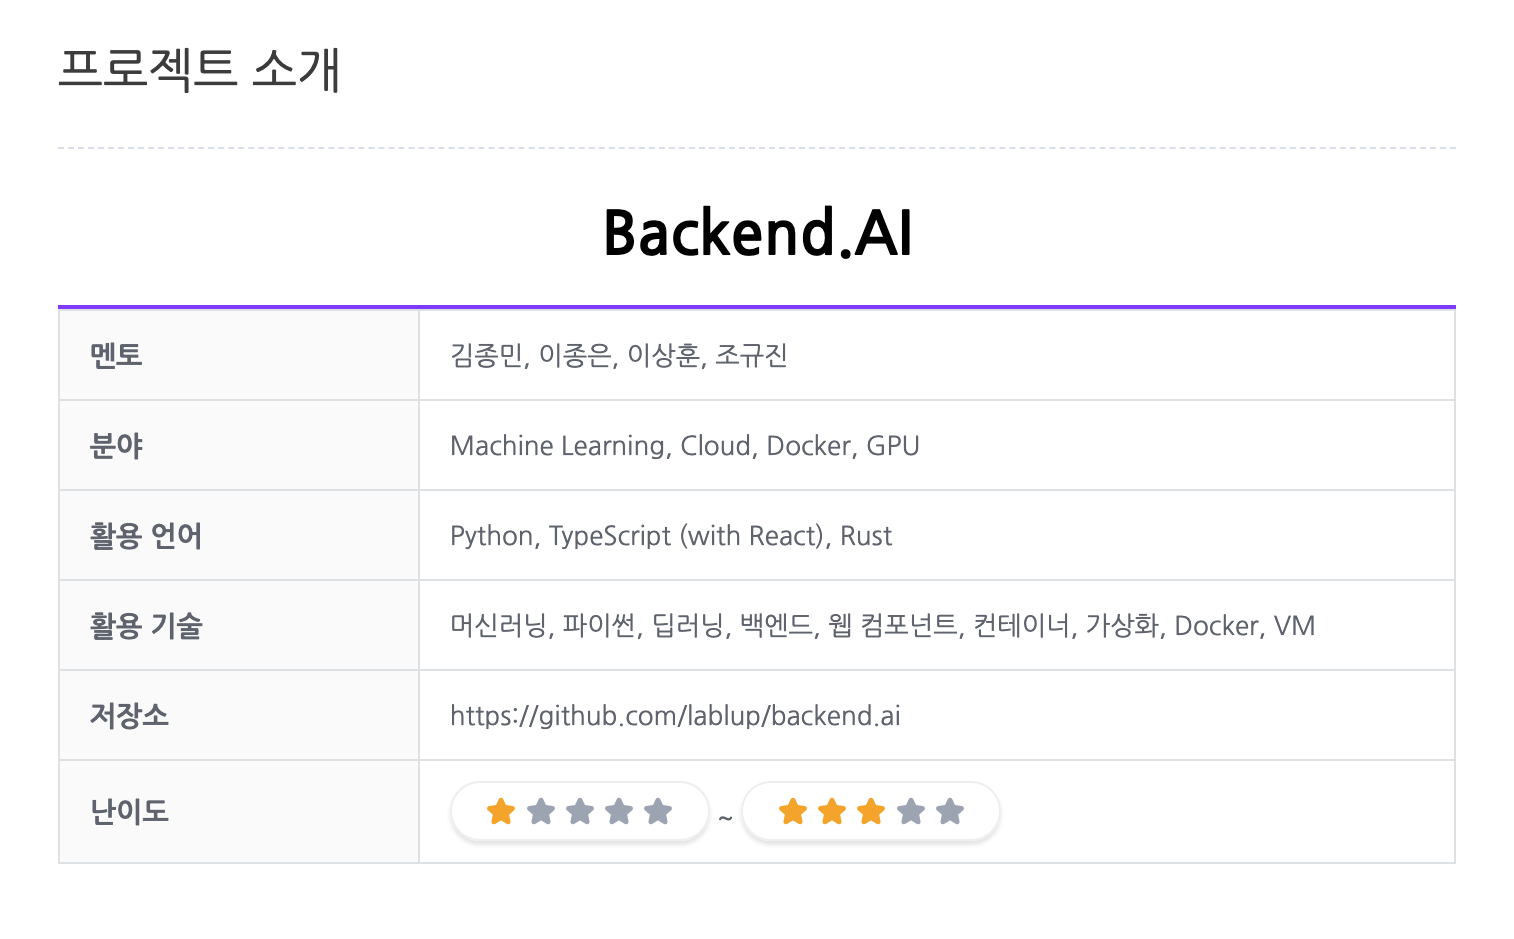 프로젝트 소개
Backend.AI
멘토
김종민, 이종은, 이상훈, 조규진
분야
Machine Learning, Cloud, Docker, GPU
활용 언어
Python, TypeScript (with React), Rust
활용 기술
머신러닝, 파이썬, 딥러닝, 백엔드, 웹 컴포넌트, 컨테이너, 가상화, Docker, VM
저장소
https://github.com/lablup/backend.ai
난이도
~